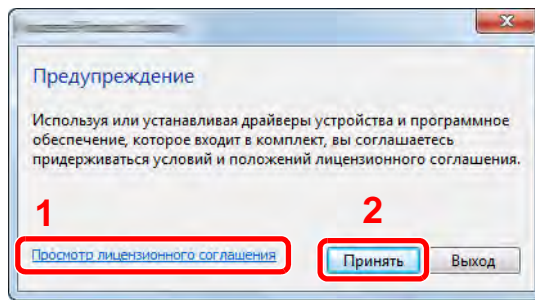 Предупреждение
Используя или устанавливая драйверы устройства и программное
обеспечение, которое входит в комплект, вы соглашаетесь
придерживаться условий и положений лицензионного соглашения.
1
2
Просмотр лицензионного соглашения
Принять
Выход